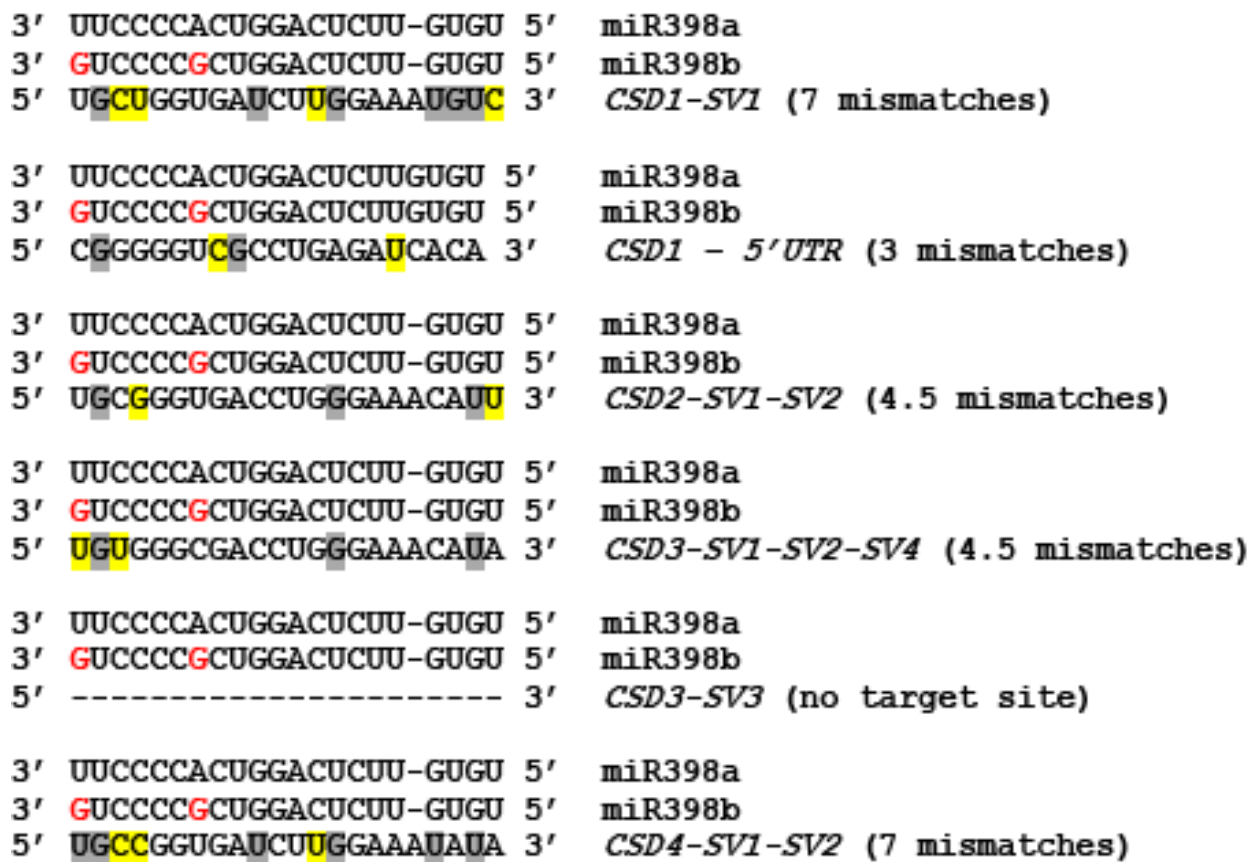 3′ UUCCCCACUGGACUCUU-GUGU 5′ miR398a
3′ GUCCCCGCUGGACUCUU-GUGU 5′ miR398b
5′ UGCUGGUGAUCUUGGAAAUGUC 3′ CSD1-SV1 (7 mismatches)
3′ UUCCCCACUGGACUCUUGUGU 5′ miR398a
3′ GUCCCCGCUGGACUCUUGUGU 5′ miR398b
5′ CGGGGGUCGCCUGAGAUCACA 3′ CSD1 – 5′UTR (3 mismatches)
3′ UUCCCCACUGGACUCUU-GUGU 5′ miR398a
3′ GUCCCCGCUGGACUCUU-GUGU 5′ miR398b
5′ UGCGGGUGACCUGGGAAACAUU 3′ CSD2-SV1-SV2 (4.5 mismatches)
3′ UUCCCCACUGGACUCUU-GUGU 5′ miR398a
3′ GUCCCCGCUGGACUCUU-GUGU 5′ miR398b
5′ UGUGGGCGACCUGGGAAACAUA 3′ CSD3-SV1-SV2-SV4 (4.5 mismatches)
3′ UUCCCCACUGGACUCUU-GUGU 5′ miR398a
3′ GUCCCCGCUGGACUCUU-GUGU 5′ miR398b
5′ ---------------------- 3′ CSD3-SV3 (no target site)
3′ UUCCCCACUGGACUCUU-GUGU 5′ miR398a
3′ GUCCCCGCUGGACUCUU-GUGU 5′ miR398b
5′ UGCCGGUGAUCUUGGAAAUAUA 3′ CSD4-SV1-SV2 (7 mismatches)